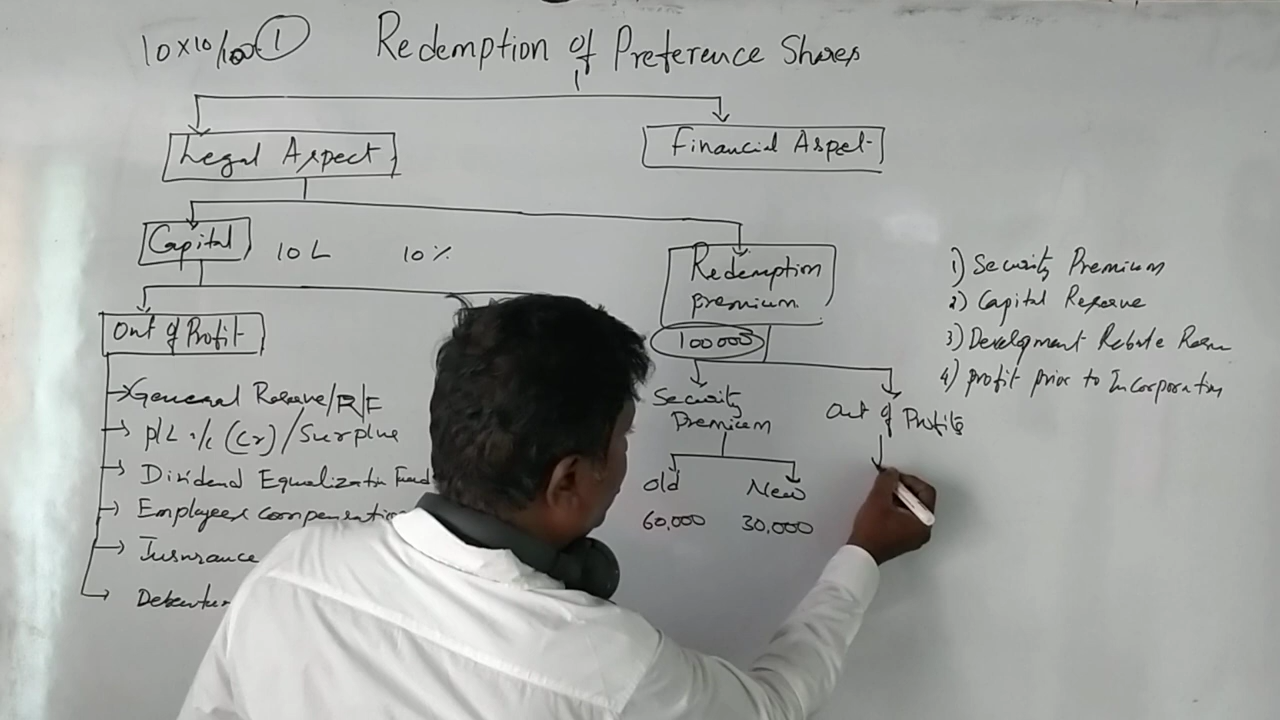 10×10/100 ① Redemption of Preference Shares
Legal Aspect
Financial Aspect
Capital 10 L 10 %
Redemption
premium
100000
Out of Profit
General Reserve/R/F
P/L A/c (Cr)/Surplus
Dividend Equalization Fund
Employees compensation
Insurance
Security
Premium
Old
60,000
New
30,000
Out of Profits
1) Security Premium
2) Capital Reserve
3) Development Rebate
4) Profit prior to Incorporation